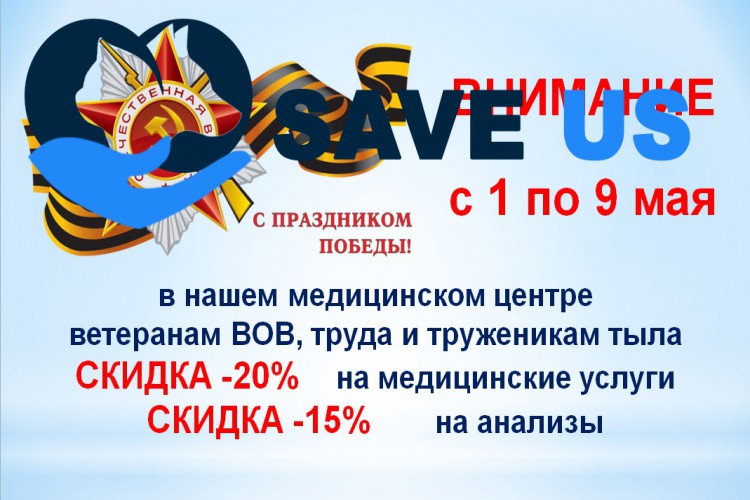 ВНИМАНИЕ
SAVE US
с 1 по 9 мая
С ПРАЗДНИКОМ
ПОБЕДЫ!
в нашем медицинском центре
ветеранам ВОВ, труда и труженикам тыла
СКИДКА -20% на медицинские услуги
СКИДКА -15% на анализы